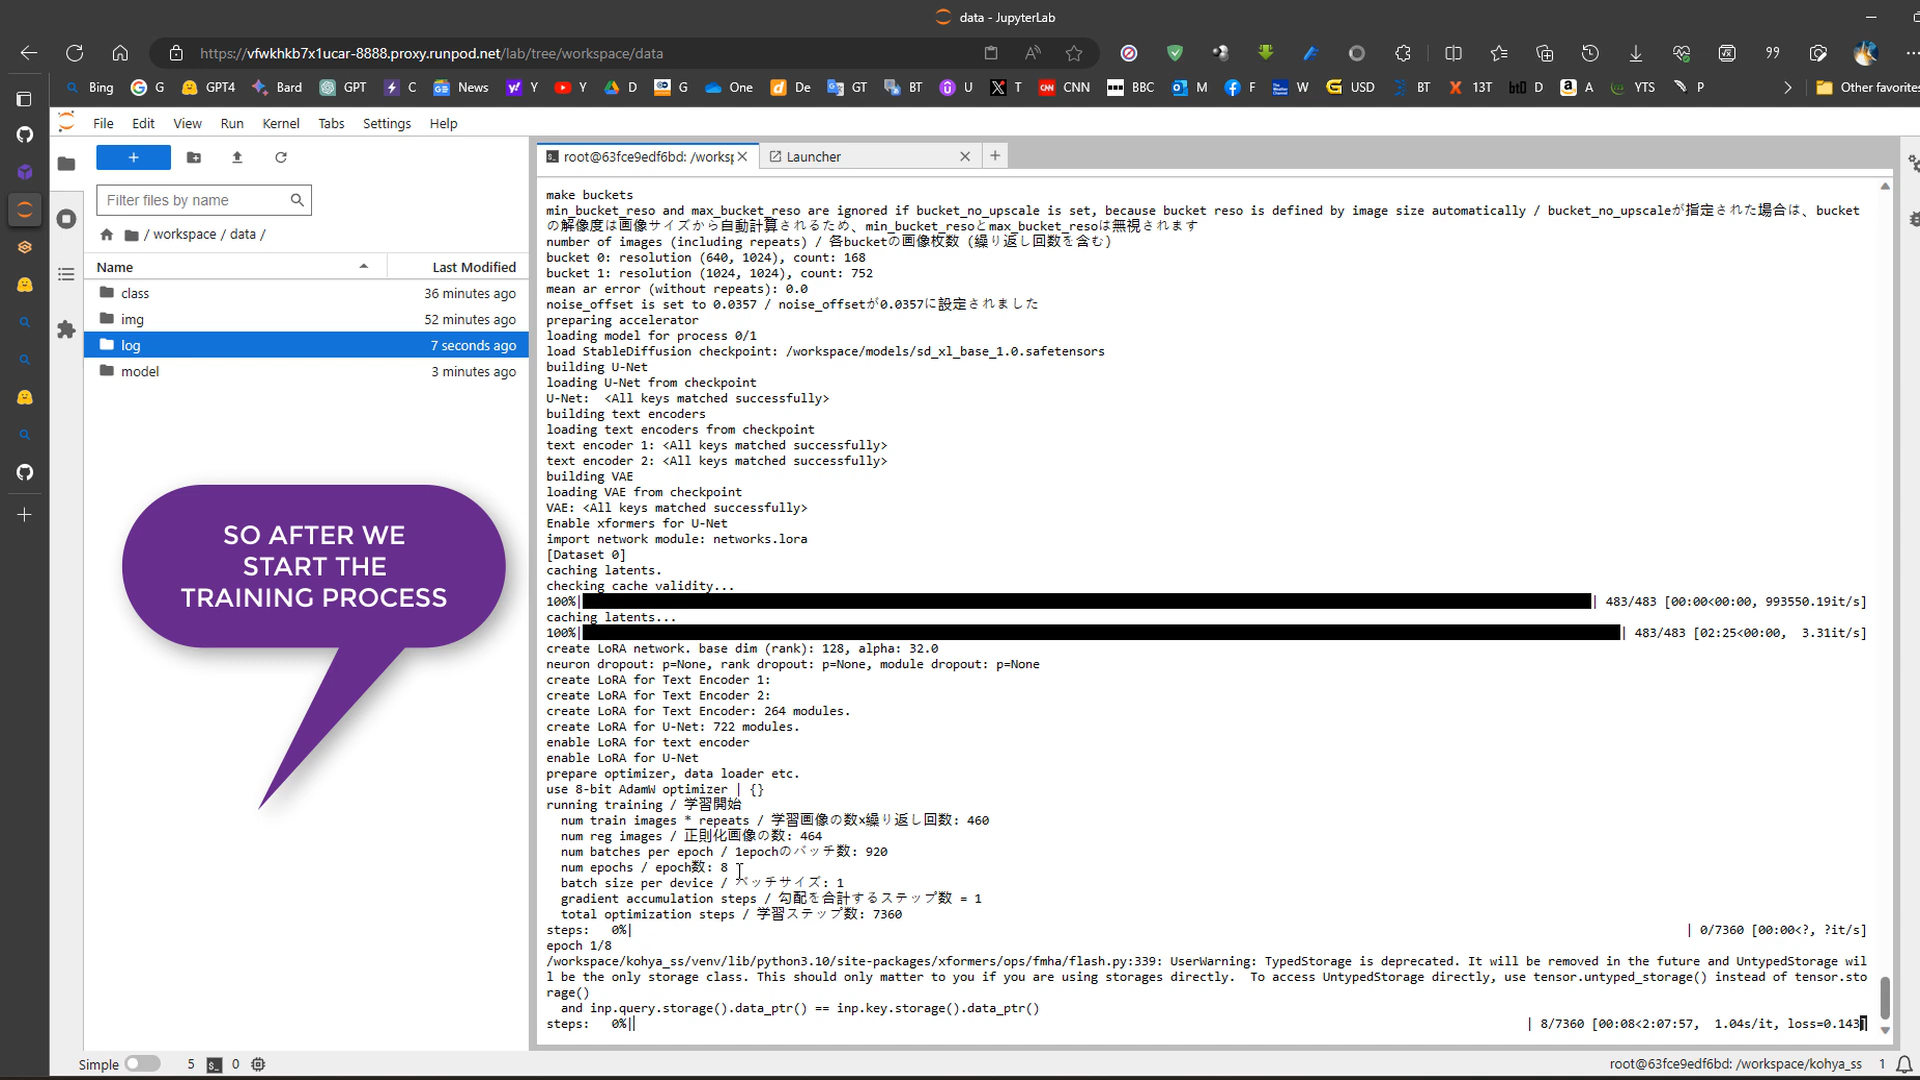 data - JupyterLab
https://vfwkhkb7x1ucar-8888.proxy.runpod.net/lab/tree/workspace/data
Bing G GPT4 Bard GPT C News Y Y D G One De GT BT U T CNN BBC M F W USD BT 13T D A YTS P Other favorites
File Edit View Run Kernel Tabs Settings Help
root@63fce9edf6bd: /works
Launcher
Filter files by name
/ workspace / data /
Name Last Modified
class 36 minutes ago
img 52 minutes ago
log 7 seconds ago
model 3 minutes ago
SO AFTER WE
START THE
TRAINING PROCESS
make buckets
min_bucket_reso and max_bucket_reso are ignored if bucket_no_upscale is set, because bucket reso is defined by image size automatically / bucket_no_upscaleが指定された場合は、bucket
の解像度は画像サイズから自動計算されるため、min_bucket_resoとmax_bucket_resoは無視されます
number of images (including repeats) / 各bucketの画像枚数 (繰り返し回数を含む)
bucket 0: resolution (640, 1024), count: 168
bucket 1: resolution (1024, 1024), count: 752
mean ar error (without repeats): 0.0
noise_offset is set to 0.0357 / noise_offsetが0.0357に設定されました
preparing accelerator
loading model for process 0/1
load StableDiffusion checkpoint: /workspace/models/sd_xl_base_1.0.safetensors
building U-Net
loading U-Net from checkpoint
U-Net:  <All keys matched successfully>
building text encoders
loading text encoders from checkpoint
text encoder 1: <All keys matched successfully>
text encoder 2: <All keys matched successfully>
building VAE
loading VAE from checkpoint
VAE: <All keys matched successfully>
Enable xformers for U-Net
import network module: networks.lora
[Dataset 0]
caching latents.
checking cache validity...
100%| | 483/483 [00:00<00:00, 993550.19it/s]
caching latents...
100%| | 483/483 [02:25<00:00,  3.31it/s]
create LoRA network. base dim (rank): 128, alpha: 32.0
neuron dropout: p=None, rank dropout: p=None, module dropout: p=None
create LoRA for Text Encoder 1:
create LoRA for Text Encoder 2:
create LoRA for Text Encoder: 264 modules.
create LoRA for U-Net: 722 modules.
enable LoRA for text encoder
enable LoRA for U-Net
prepare optimizer, data loader etc.
use 8-bit AdamW optimizer | {}
running training / 学習開始
num train images * repeats / 学習画像の数×繰り返し回数: 460
num reg images / 正則化画像の数: 464
num batches per epoch / 1epochのバッチ数: 920
num epochs / epoch数: 8
batch size per device / バッチサイズ: 1
gradient accumulation steps / 勾配を合計するステップ数 = 1
total optimization steps / 学習ステップ数: 7360
steps:   0%| | 0/7360 [00:00<?, ?it/s]
epoch 1/8
/workspace/kohya_ss/venv/lib/python3.10/site-packages/xformers/ops/fmha/flash.py:339: UserWarning: TypedStorage is deprecated. It will be removed in the future and UntypedStorage wil
l be the only storage class. This should only matter to you if you are using storages directly.  To access UntypedStorage directly, use tensor.untyped_storage() instead of tensor.sto
rage()
and inp.query.storage().data_ptr() == inp.key.storage().data_ptr()
steps:   0%| | 8/7360 [00:08<2:07:57,  1.04s/it, loss=0.143]
Simple 5 0 root@63fce9edf6bd: /workspace/kohya_ss 1